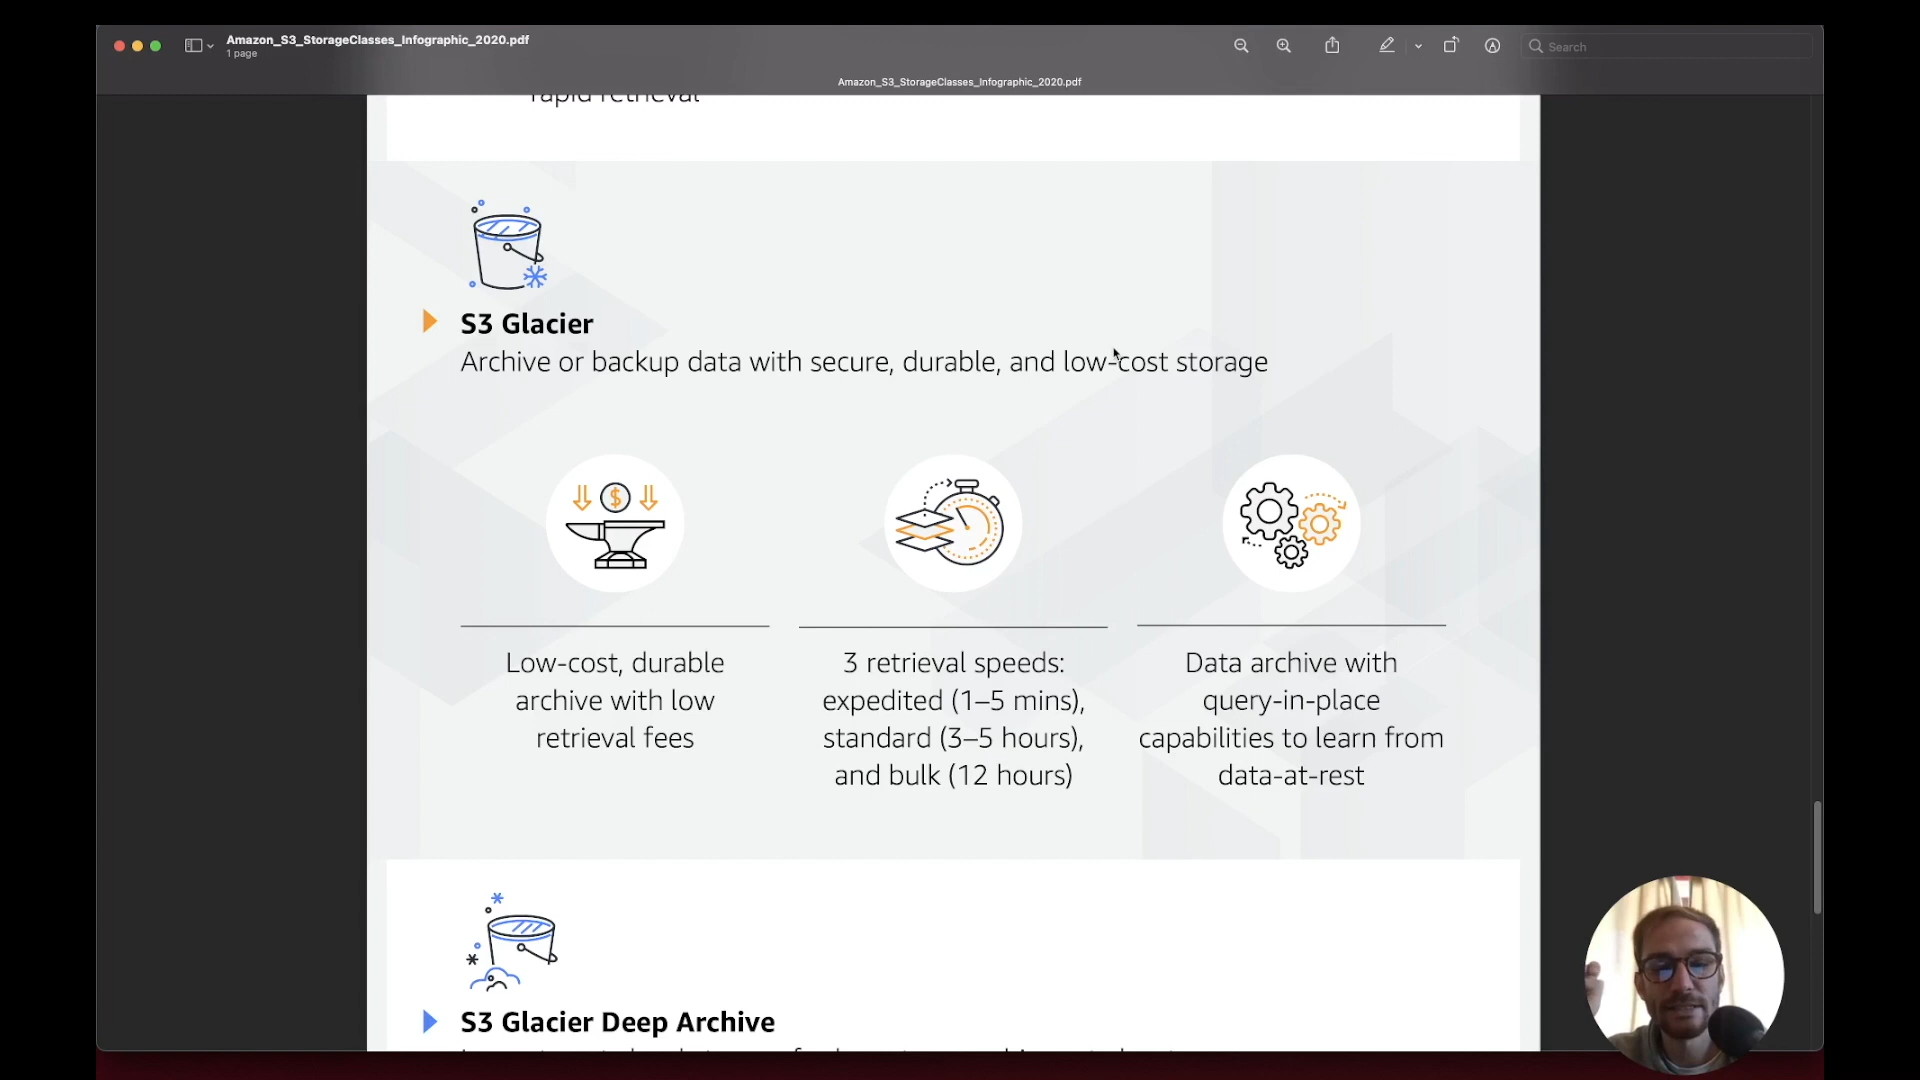 Amazon_S3_StorageClasses_Infographic_2020.pdf
1 page
Search
Amazon_S3_StorageClasses_Infographic_2020.pdf
rapid retrieval
S3 Glacier
Archive or backup data with secure, durable, and low-cost storage
$
Low-cost, durable
archive with low
retrieval fees
3 retrieval speeds:
expedited (1–5 mins),
standard (3–5 hours),
and bulk (12 hours)
Data archive with
query-in-place
capabilities to learn from
data-at-rest
S3 Glacier Deep Archive